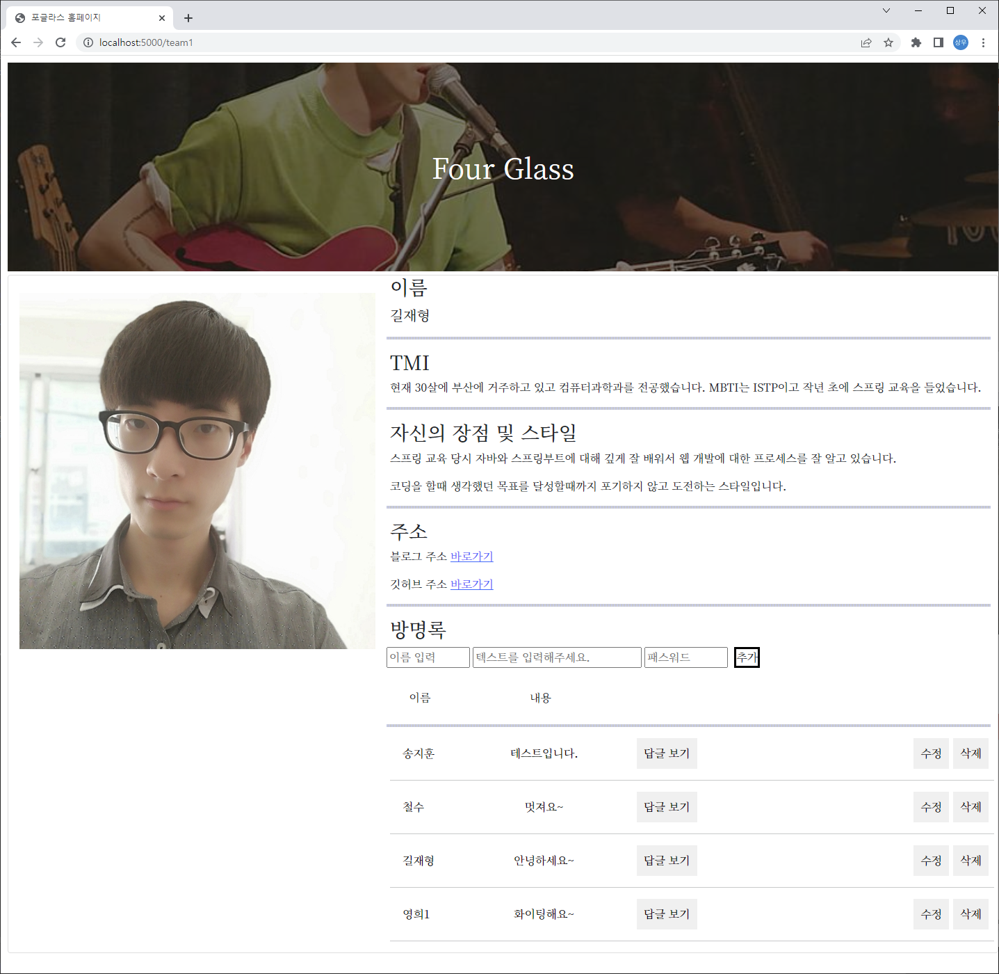 포글라스 홈페이지
localhost:5000/team1
상우
Four Glass
이름
길재형
TMI
현재 30살에 부산에 거주하고 있고 컴퓨터과학과를 전공했습니다. MBTI는 ISTP이고 작년 초에 스프링 교육을 들었습니다.
자신의 장점 및 스타일
스프링 교육 당시 자바와 스프링부트에 대해 깊게 잘 배워서 웹 개발에 대한 프로세스를 잘 알고 있습니다.
코딩을 할때 생각했던 목표를 달성할때까지 포기하지 않고 도전하는 스타일입니다.
주소
블로그 주소 바로가기
깃허브 주소 바로가기
방명록
이름 입력 텍스트를 입력해주세요. 패스워드 추가
이름 내용
송지훈 테스트입니다. 답글 보기 수정 삭제
철수 멋져요~ 답글 보기 수정 삭제
길재형 안녕하세요~ 답글 보기 수정 삭제
영희1 화이팅해요~ 답글 보기 수정 삭제